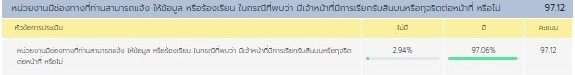 หน่วยงานมีช่องทางที่ท่านสามารถแจ้ง ให้ข้อมูล หรือร้องเรียน ในกรณีที่พบว่า มีเจ้าหน้าที่มีการเรียกรับสินบนหรือทุจริตต่อหน้าที่ หรือไม่ 97.12
หัวข้อการประเมิน ไม่มี มี คะแนน
หน่วยงานมีช่องทางที่ท่านสามารถแจ้ง ให้ข้อมูล หรือร้องเรียน ในกรณีที่พบว่า มีเจ้าหน้าที่มีการเรียกรับสินบนหรือทุจริต 2.94% 97.06% 97.12
ต่อหน้าที่ หรือไม่